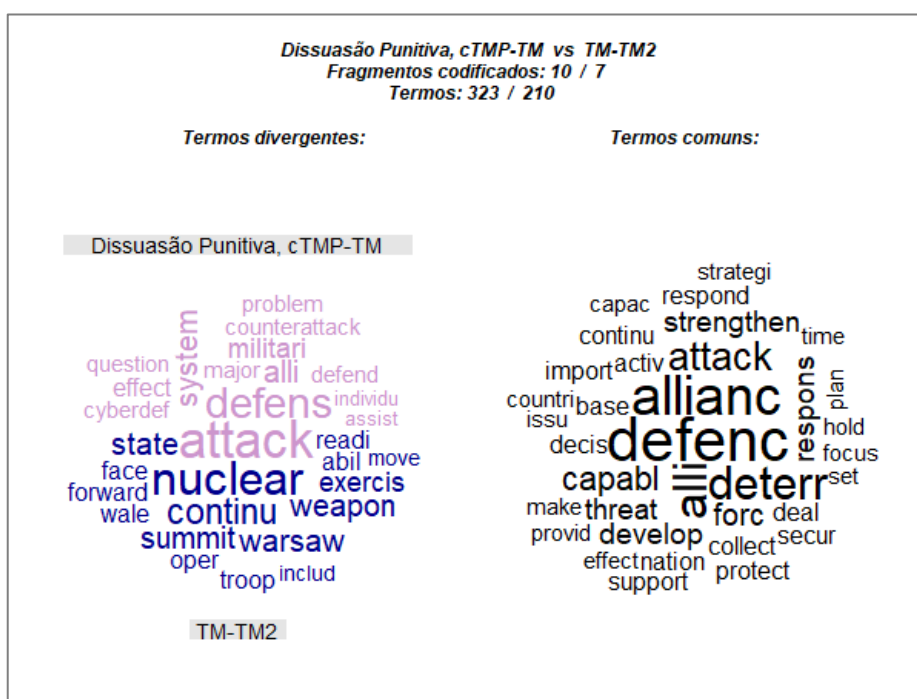 Dissuasão Punitiva, cTMP-TM vs TM-TM2
Fragmentos codificados: 10 / 7
Termos: 323 / 210
Termos divergentes:
Termos comuns:
Dissuasão Punitiva, cTMP-TM
problem
counterattack
system
militari
question
major
alli
defend
effect
defens
individu
cyberdef
assist
attack
state
readi
face
abil
move
nuclear
exercis
forward
weapon
wale
continu
summit
warsaw
oper
troop
includ
TM-TM2
strategi
capac
respond
continu
strengthen
time
import
activ
attack
respons
plan
countri
base
allianc
issu
hold
decis
defenc
focus
capabl
alli
deterr
set
make
threat
forc
deal
provid
develop
collect
secur
effect
nation
protect
support